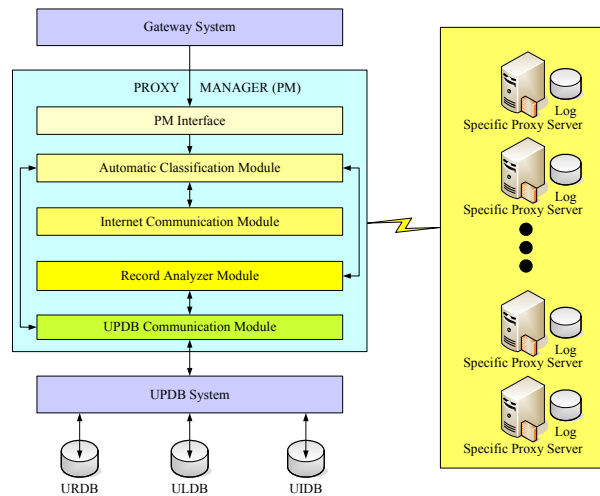 Gateway System
PROXY MANAGER (PM)
PM Interface
Automatic Classification Module
Internet Communication Module
Record Analyzer Module
UPDB Communication Module
UPDB System
URDB
ULDB
UIDB
Log
Specific Proxy Server
Log
Specific Proxy Server
Log
Specific Proxy Server
Log
Specific Proxy Server